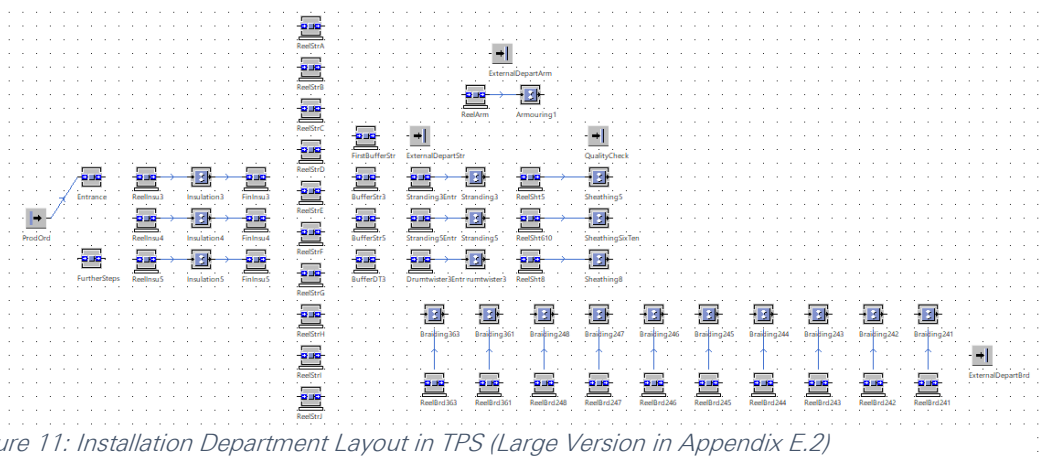 ReelStrA
ExternalDepartArm
ReelStrB
ReelArm Armouring1
ReelStrC
FirstBufferStr ExternalDepartStr QualityCheck
ReelStrD
Entrance ReelInsu3 Insulation3 FinInsu3 BufferStr3 Stranding3Entr Stranding3 ReelSht5 Sheathing5
ReelStrE
ProdOrd ReelInsu4 Insulation4 FinInsu4 BufferStr5 Stranding5Entr Stranding5 ReelSht610 SheathingSixTen
ReelStrF
FurtherSteps ReelInsu5 Insulation5 FinInsu5 BufferDT3 Drumtwister3Entr rumtwister3 ReelSht8 Sheathing8
ReelStrG
ReelStrH Braiding363 Braiding361 Braiding248 Braiding247 Braiding246 Braiding245 Braiding244 Braiding243 Braiding242 Braiding241
ReelStrI ExternalDepartBrd
ReelBrd363 ReelBrd361 ReelBrd248 ReelBrd247 ReelBrd246 ReelBrd245 ReelBrd244 ReelBrd243 ReelBrd242 ReelBrd241
ReelStrJ
ure 11: Installation Department Layout in TPS (Large Version in Appendix E.2)